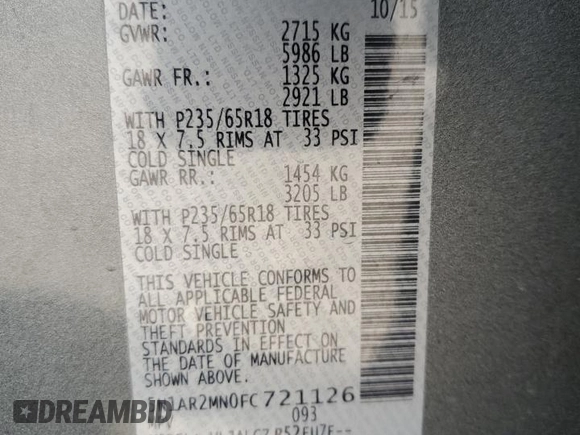 DATE: 10/15
GVWR: 2715 KG
5986 LB
GAWR FR.: 1325 KG
2921 LB
WITH P235/65R18 TIRES
18 X 7.5 RIMS AT 33 PSI
COLD SINGLE
GAWR RR.: 1454 KG
3205 LB
WITH P235/65R18 TIRES
18 X 7.5 RIMS AT 33 PSI
COLD SINGLE
THIS VEHICLE CONFORMS TO
ALL APPLICABLE FEDERAL
MOTOR VEHICLE SAFETY AND
THEFT PREVENTION
STANDARDS IN EFFECT ON
THE DATE OF MANUFACTURE
SHOWN ABOVE.
AR2MN0FC721126
093
AUTOHELPERBOT.COM